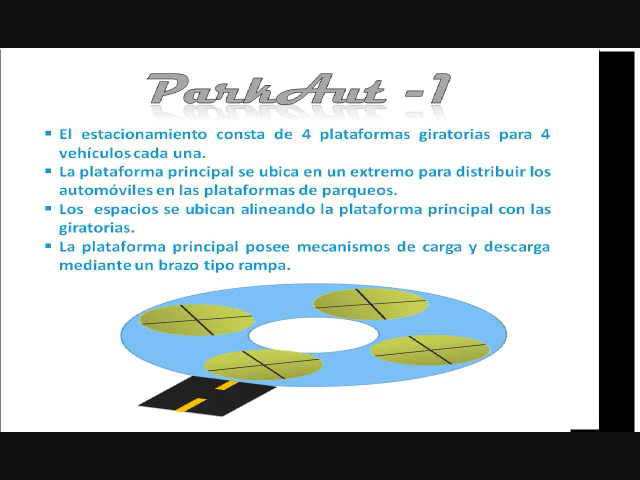 ParkAut -1
El estacionamiento consta de 4 plataformas giratorias para 4
vehículos cada una.
La plataforma principal se ubica en un extremo para distribuir los
automóviles en las plataformas de parqueos.
Los espacios se ubican alineando la plataforma principal con las
giratorias.
La plataforma principal posee mecanismos de carga y descarga
mediante un brazo tipo rampa.